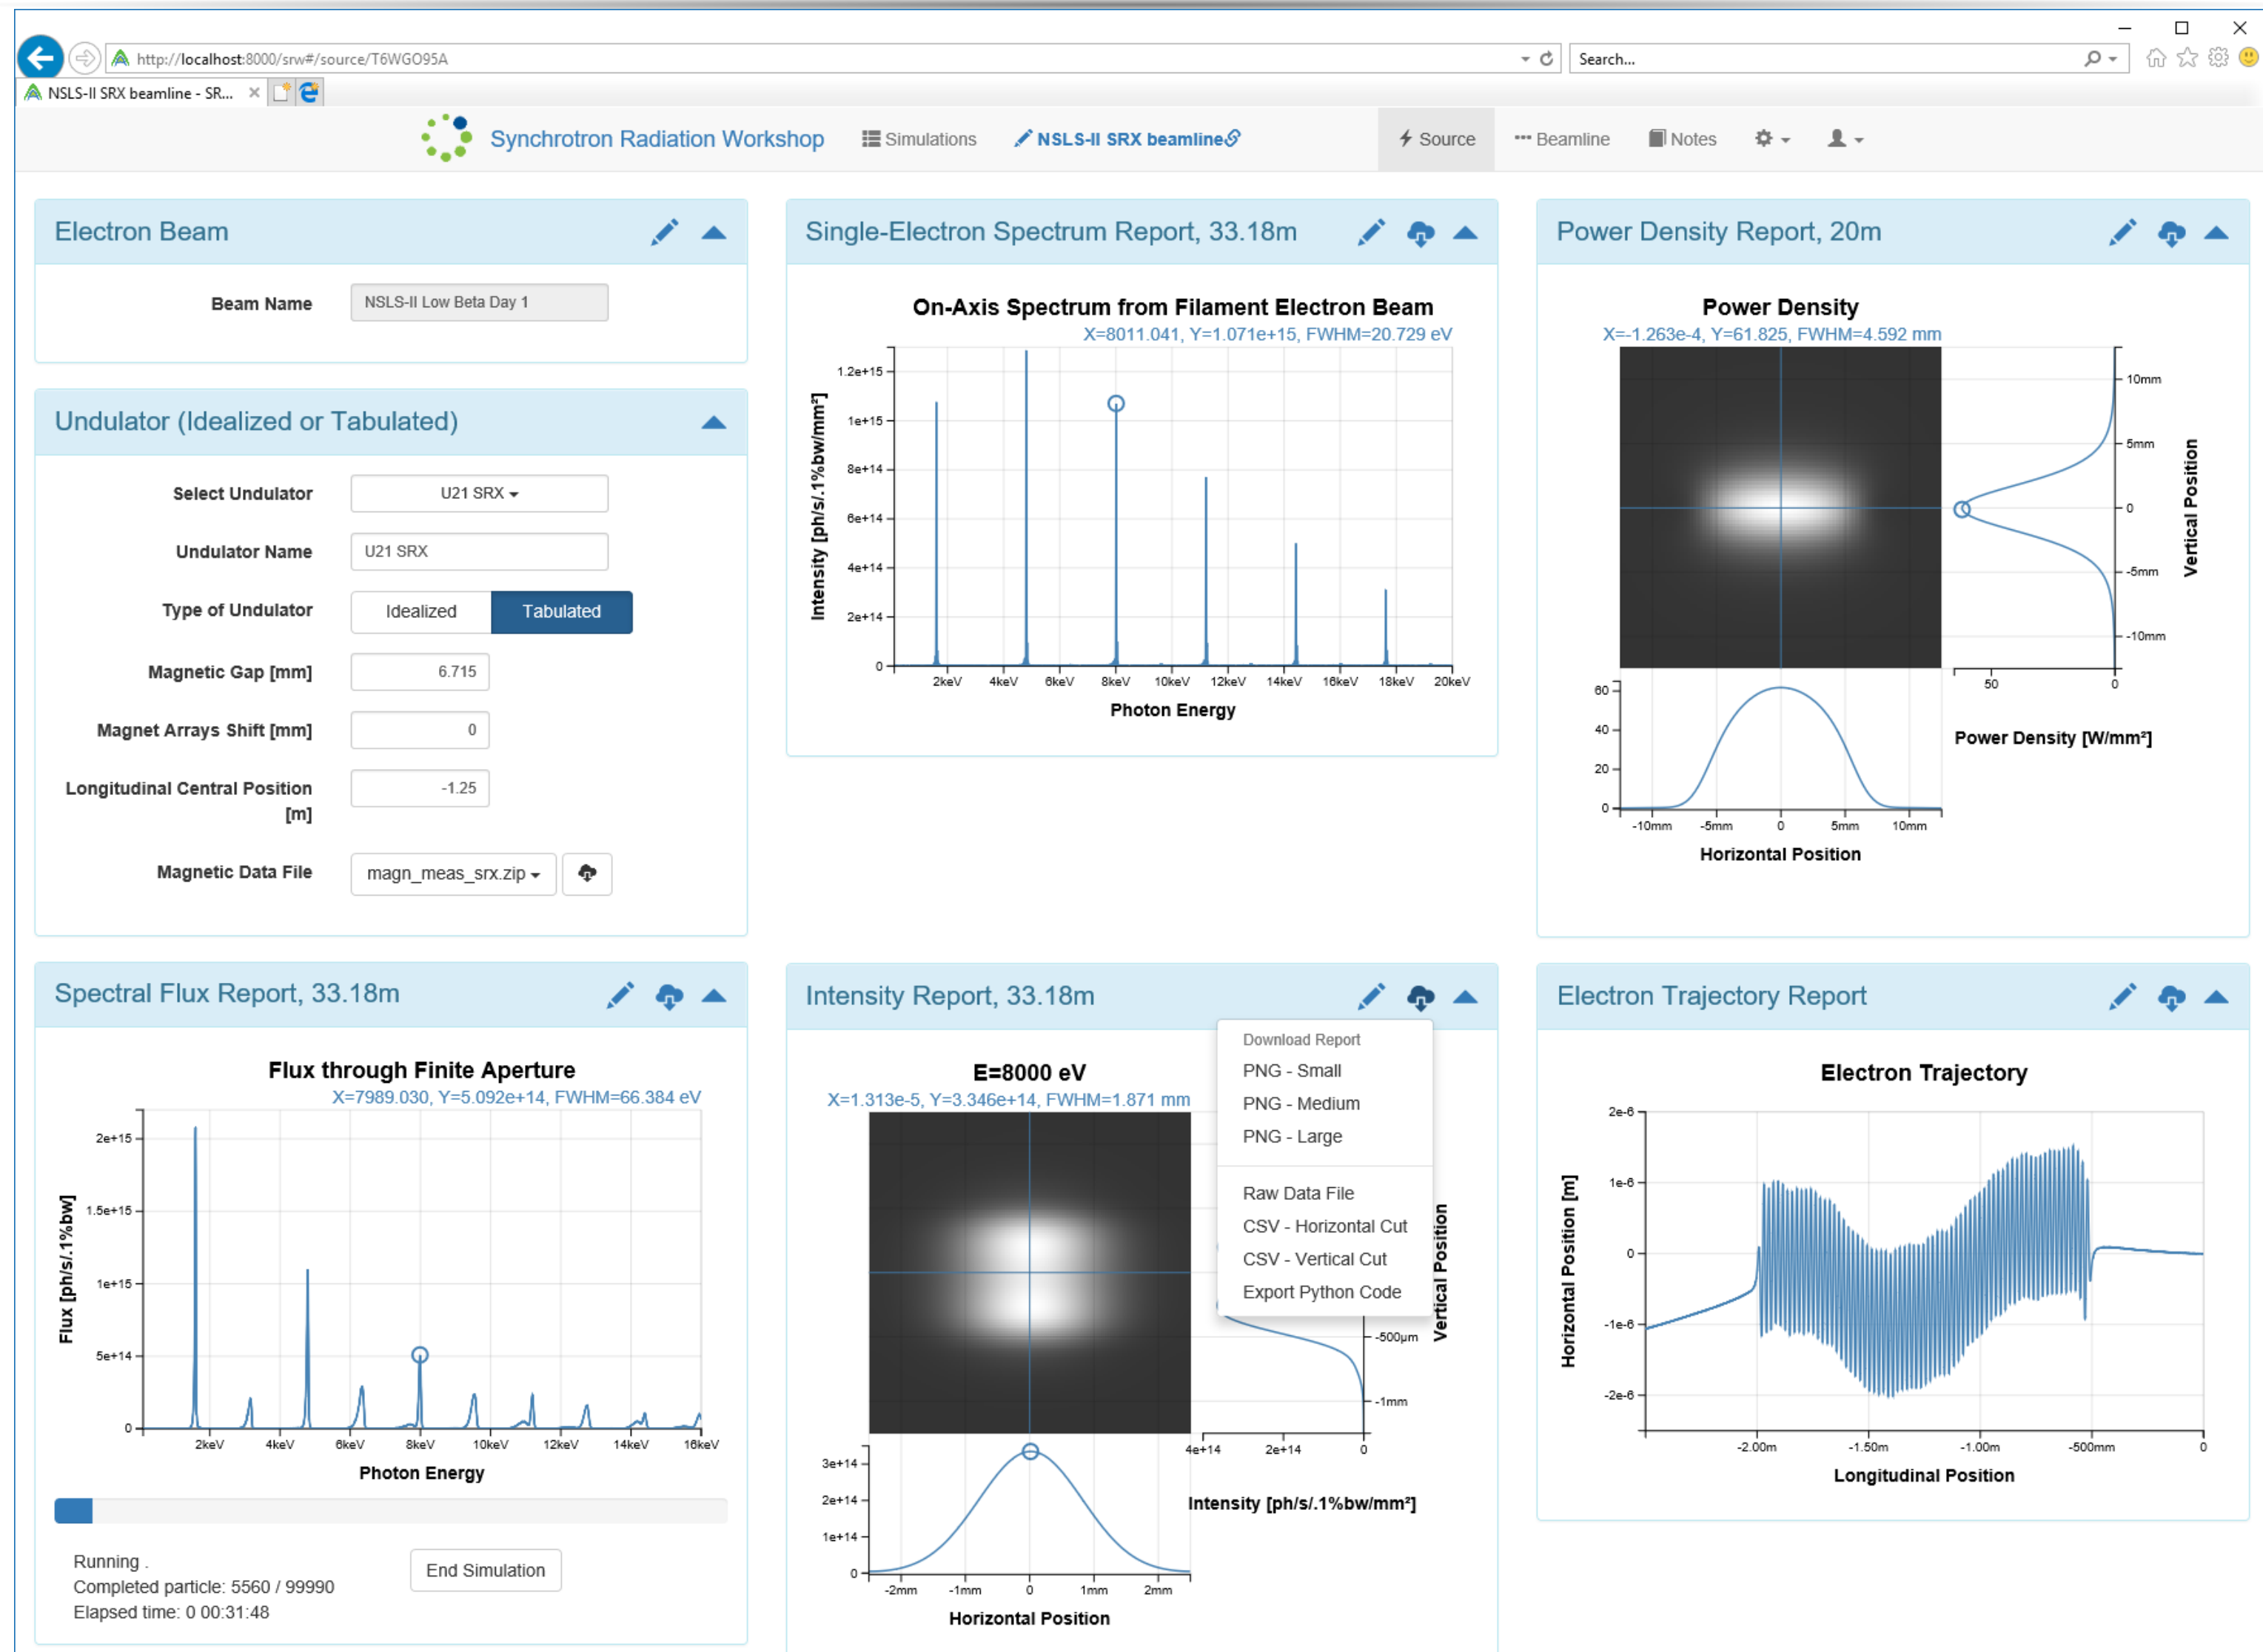 http://localhost:8000/srw#/source/T6WGO95A
Search...
NSLS-II SRX beamline - SR...
Synchrotron Radiation Workshop
Simulations
NSLS-II SRX beamline
Source
Beamline
Notes
Electron Beam
Beam Name
NSLS-II Low Beta Day 1
Undulator (Idealized or Tabulated)
Select Undulator
U21 SRX
Undulator Name
U21 SRX
Type of Undulator
Idealized
Tabulated
Magnetic Gap [mm]
6.715
Magnet Arrays Shift [mm]
0
Longitudinal Central Position
[m]
-1.25
Magnetic Data File
magn_meas_srx.zip
Single-Electron Spectrum Report, 33.18m
On-Axis Spectrum from Filament Electron Beam
X=8011.041, Y=1.071e+15, FWHM=20.729 eV
Intensity [ph/s/.1%bw/mm²]
1.2e+15
1e+15
8e+14
6e+14
4e+14
2e+14
0
2keV 4keV 6keV 8keV 10keV 12keV 14keV 16keV 18keV 20keV
Photon Energy
Power Density Report, 20m
Power Density
X=-1.263e-4, Y=61.825, FWHM=4.592 mm
10mm
5mm
0
-5mm
-10mm
Vertical Position
50 0
Power Density [W/mm²]
60
40
20
0
-10mm -5mm 0 5mm 10mm
Horizontal Position
Spectral Flux Report, 33.18m
Flux through Finite Aperture
X=7989.030, Y=5.092e+14, FWHM=66.384 eV
Flux [ph/s/.1%bw]
2e+15
1.5e+15
1e+15
5e+14
0
2keV 4keV 6keV 8keV 10keV 12keV 14keV 16keV
Photon Energy
Running .
Completed particle: 5560 / 99990
Elapsed time: 0 00:31:48
End Simulation
Intensity Report, 33.18m
E=8000 eV
X=1.313e-5, Y=3.346e+14, FWHM=1.871 mm
Download Report
PNG - Small
PNG - Medium
PNG - Large
Raw Data File
CSV - Horizontal Cut
CSV - Vertical Cut
Export Python Code
Vertical Position
-500µm
-1mm
4e+14 2e+14 0
Intensity [ph/s/.1%bw/mm²]
3e+14
2e+14
1e+14
0
-2mm -1mm 0 1mm 2mm
Horizontal Position
Electron Trajectory Report
Electron Trajectory
Horizontal Position [m]
2e-6
1e-6
0
-1e-6
-2e-6
-2.00m -1.50m -1.00m -500mm 0
Longitudinal Position